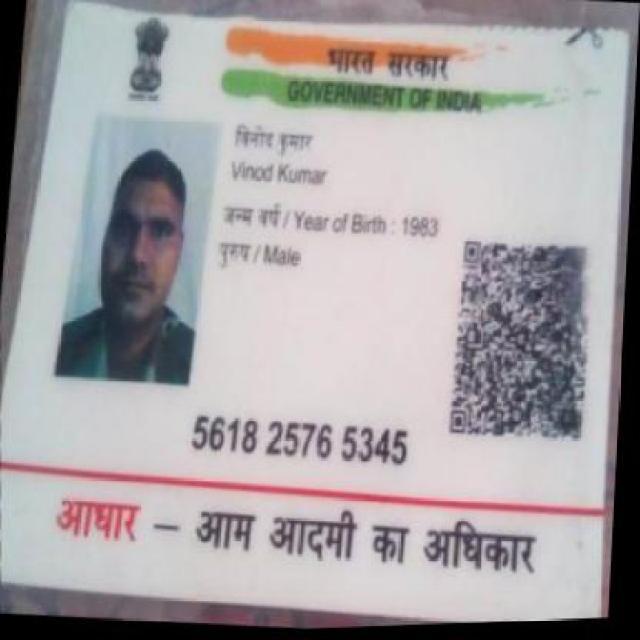 भारत सरकार
GOVERNMENT OF INDIA
विनोद कुमार
Vinod Kumar
जन्म वर्ष / Year of Birth : 1983
पुरुष / Male
5618 2576 5345
आधार – आम आदमी का अधिकार